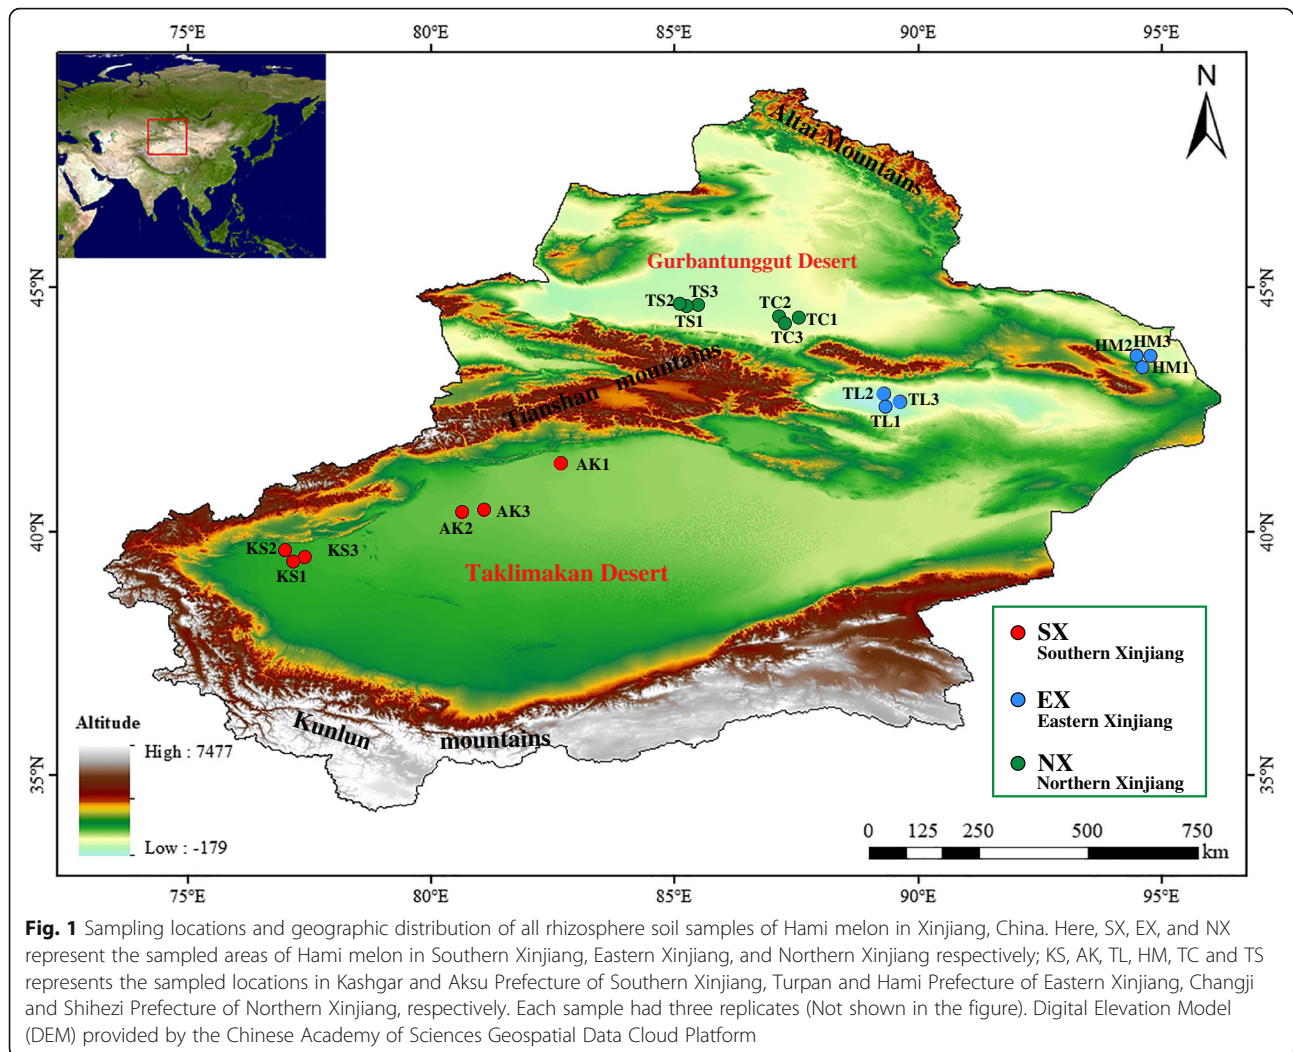 75°E 80°E 85°E 90°E 95°E
N
Altai Mountains
Gurbantunggut Desert
45°N
45°N
TS2 TS3
TS1
TC2
TC1
TC3
HM2 HM3
HM1
Tianshan mountains
TL2
TL3
TL1
AK1
AK3
AK2
40°N
40°N
KS2
KS3
KS1
Taklimakan Desert
SX
Southern Xinjiang
EX
Eastern Xinjiang
NX
Northern Xinjiang
Kunlun mountains
Altitude
High : 7477
Low : -179
35°N
35°N
0 125 250 500 750
km
75°E 80°E 85°E 90°E 95°E
Fig. 1 Sampling locations and geographic distribution of all rhizosphere soil samples of Hami melon in Xinjiang, China. Here, SX, EX, and NX
represent the sampled areas of Hami melon in Southern Xinjiang, Eastern Xinjiang, and Northern Xinjiang respectively; KS, AK, TL, HM, TC and TS
represents the sampled locations in Kashgar and Aksu Prefecture of Southern Xinjiang, Turpan and Hami Prefecture of Eastern Xinjiang, Changji
and Shihezi Prefecture of Northern Xinjiang, respectively. Each sample had three replicates (Not shown in the figure). Digital Elevation Model
(DEM) provided by the Chinese Academy of Sciences Geospatial Data Cloud Platform